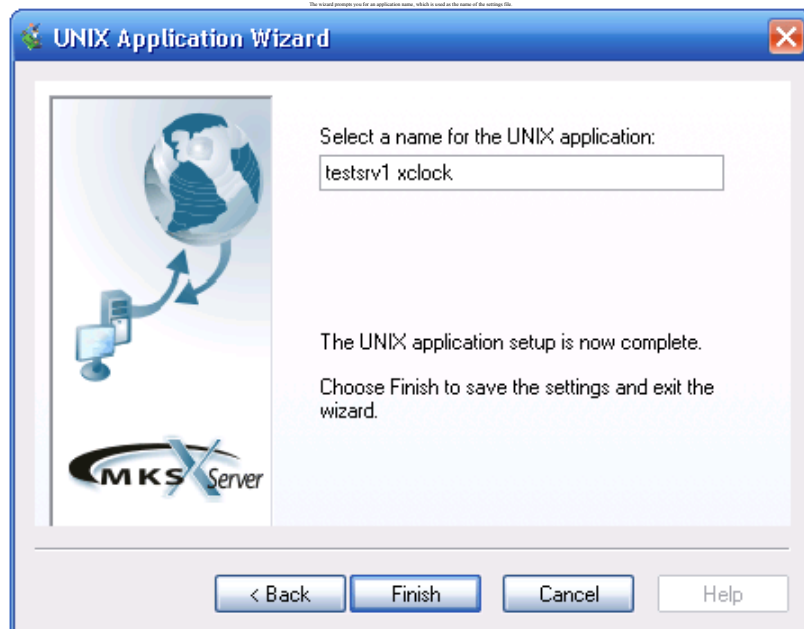 The wizard prompts you for an application name, which is used as the name of the settings file.
UNIX Application Wizard
Select a name for the UNIX application:
testsrv1 xclock
The UNIX application setup is now complete.
Choose Finish to save the settings and exit the
wizard.
MKS X Server
< Back
Finish
Cancel
Help